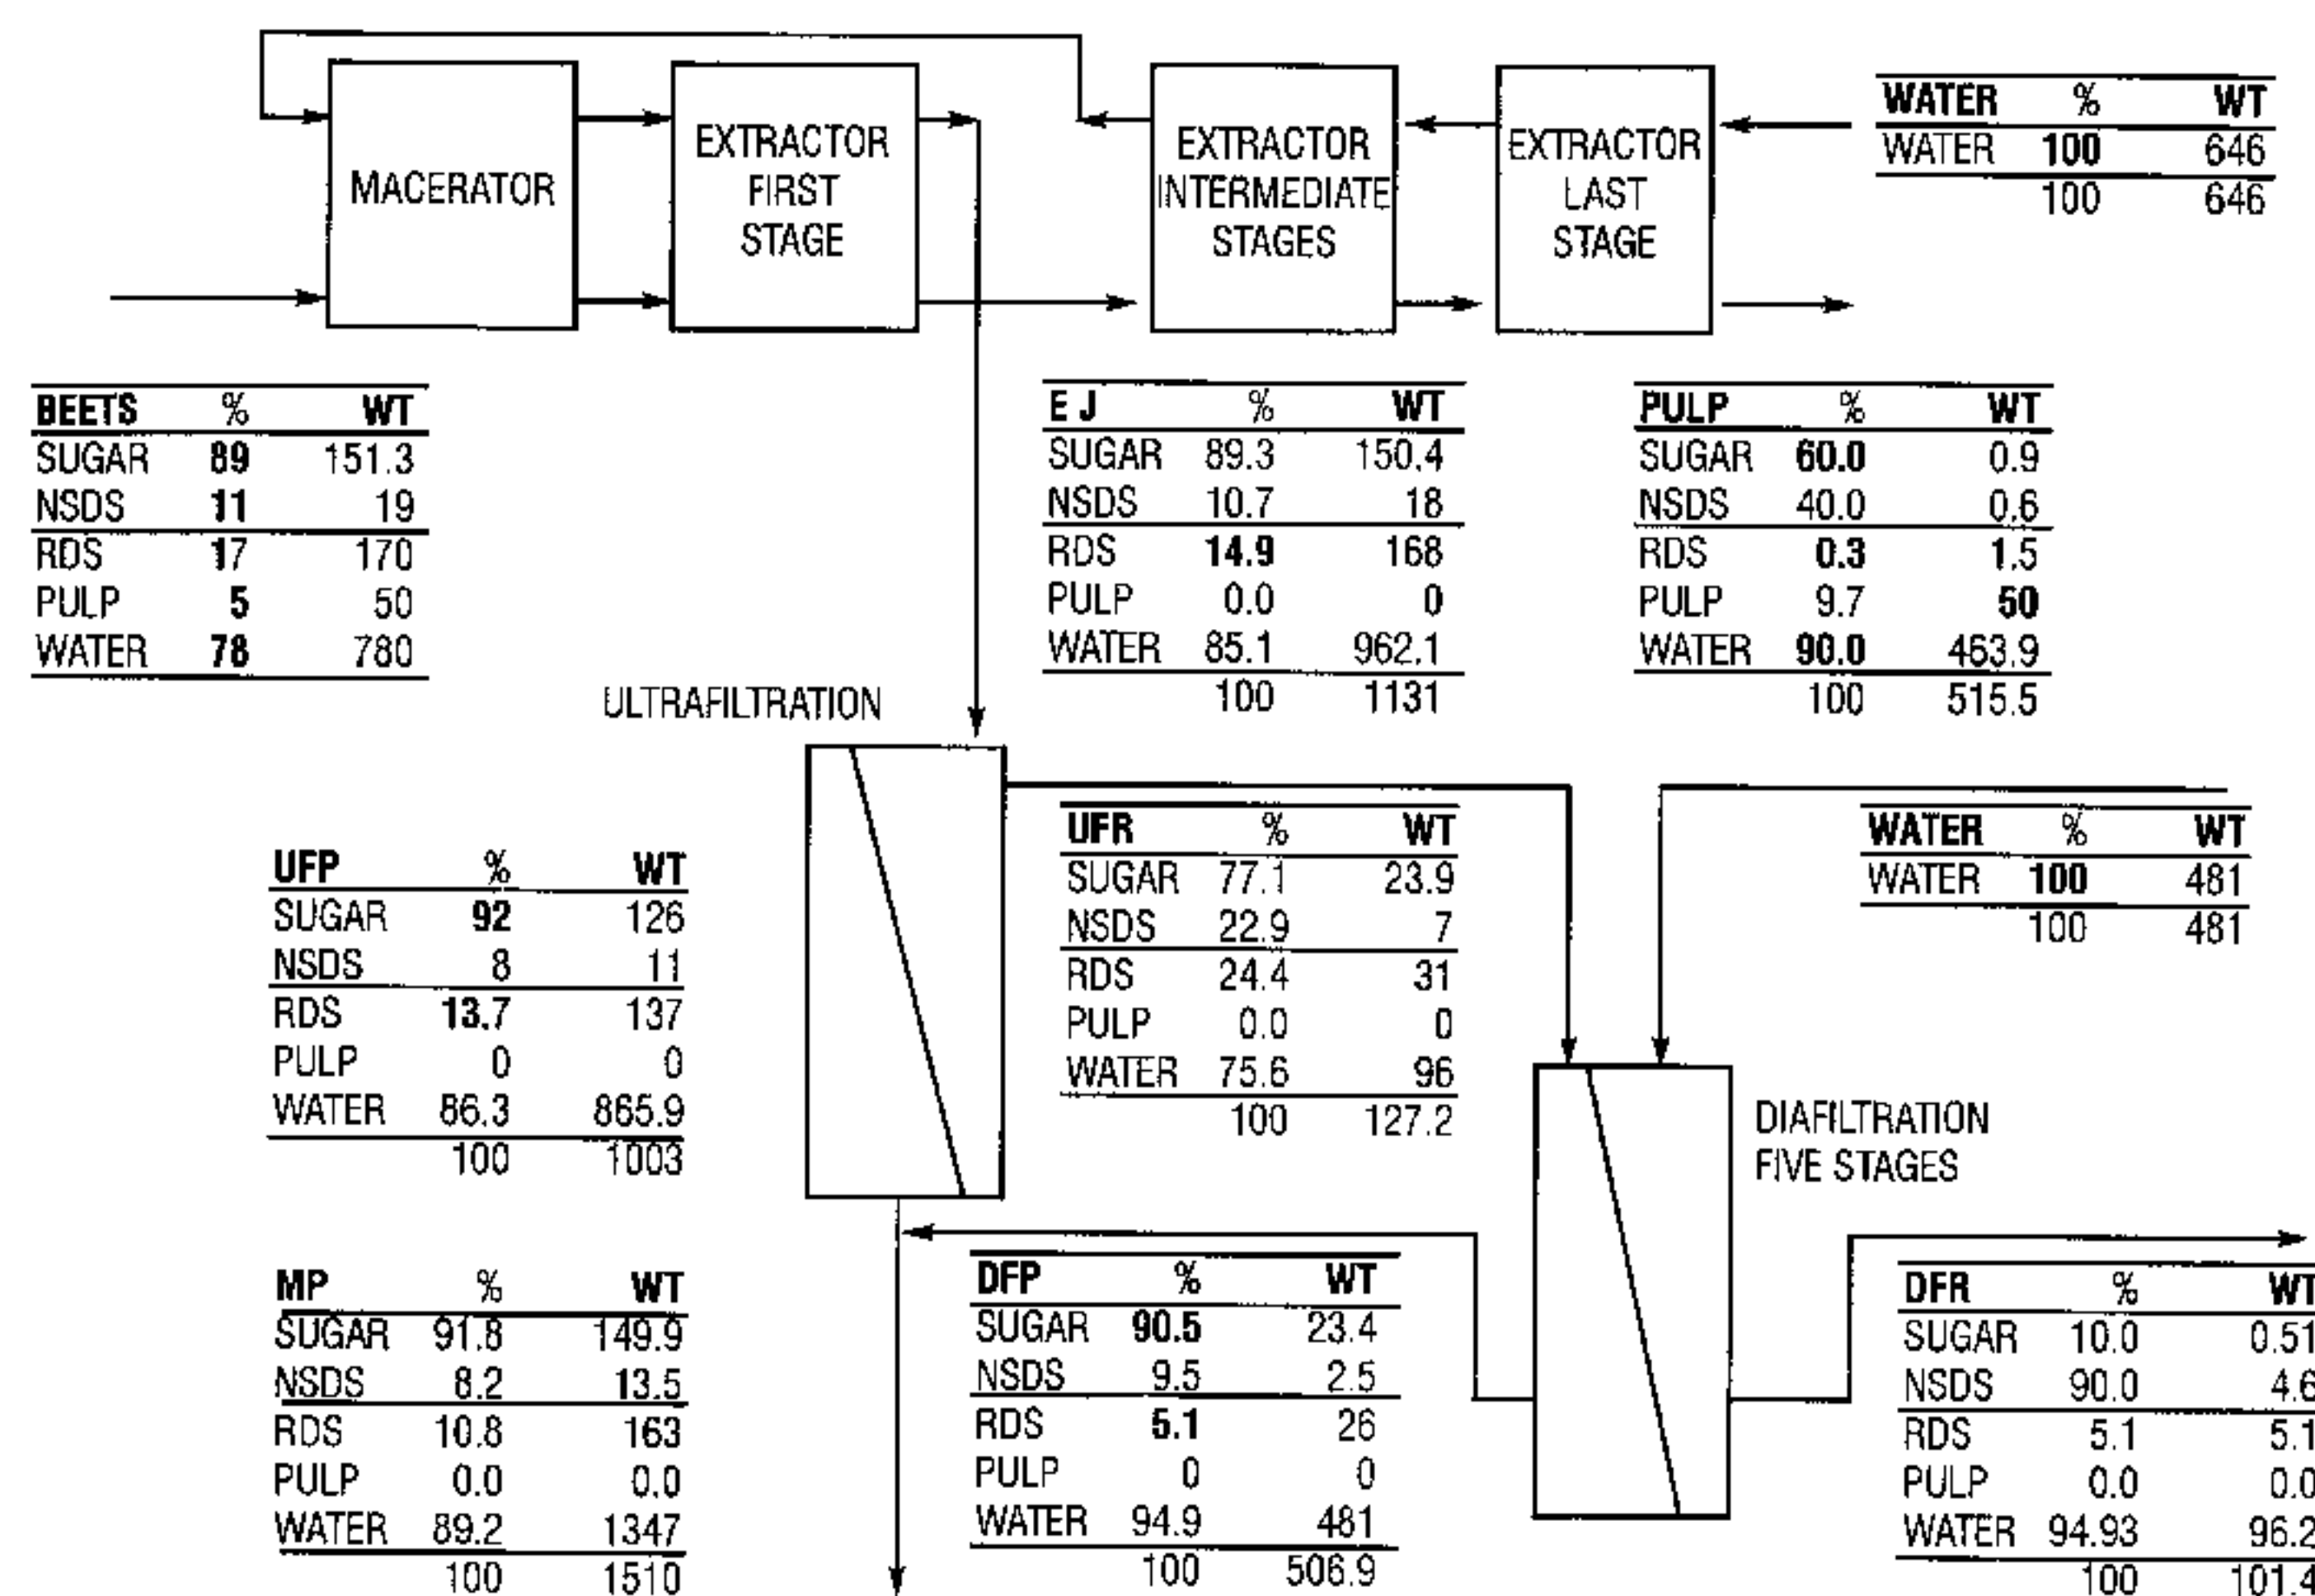 MACERATOR
EXTRACTOR
FIRST
STAGE
EXTRACTOR
INTERMEDIATE
STAGES
EXTRACTOR
LAST
STAGE
WATER % WT
WATER 100 646
100 646
BEETS % WT
SUGAR 89 151.3
NSDS 11 19
RDS 17 170
PULP 5 50
WATER 78 780
E J % WT
SUGAR 89.3 150.4
NSDS 10.7 18
RDS 14.9 168
PULP 0.0 0
WATER 85.1 962.1
100 1131
PULP % WT
SUGAR 60.0 0.9
NSDS 40.0 0.6
RDS 0.3 1.5
PULP 9.7 50
WATER 90.0 463.9
100 515.5
ULTRAFILTRATION
UFP % WT
SUGAR 92 126
NSDS 8 11
RDS 13.7 137
PULP 0 0
WATER 86.3 865.9
100 1003
UFR % WT
SUGAR 77.1 23.9
NSDS 22.9 7
RDS 24.4 31
PULP 0.0 0
WATER 75.6 96
100 127.2
WATER % WT
WATER 100 481
100 481
DIAFILTRATION
FIVE STAGES
MP % WT
SUGAR 91.8 149.9
NSDS 8.2 13.5
RDS 10.8 163
PULP 0.0 0.0
WATER 89.2 1347
100 1510
DFP % WT
SUGAR 90.5 23.4
NSDS 9.5 2.5
RDS 5.1 26
PULP 0 0
WATER 94.9 481
100 506.9
DFR % WT
SUGAR 10.0 0.51
NSDS 90.0 4.6
RDS 5.1 5.1
PULP 0.0 0.0
WATER 94.93 96.2
100 101.4